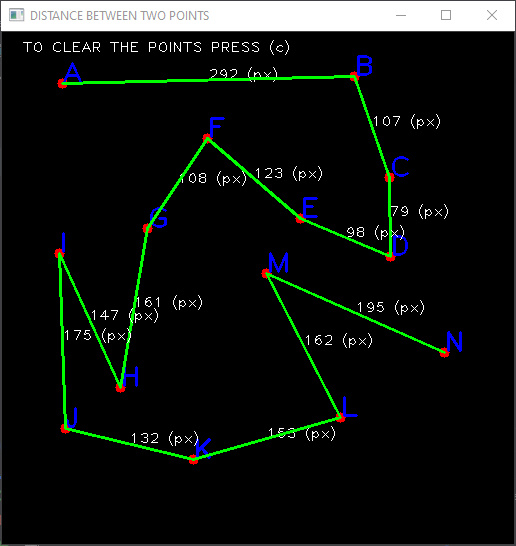 DISTANCE BETWEEN TWO POINTS
TO CLEAR THE POINTS PRESS (c)
A
B
292 (px)
107 (px)
F
C
123 (px)
108 (px)
E
79 (px)
G
98 (px)
D
I
M
161 (px)
195 (px)
147 (px)
175 (px)
162 (px)
N
H
L
J
132 (px)
153 (px)
K